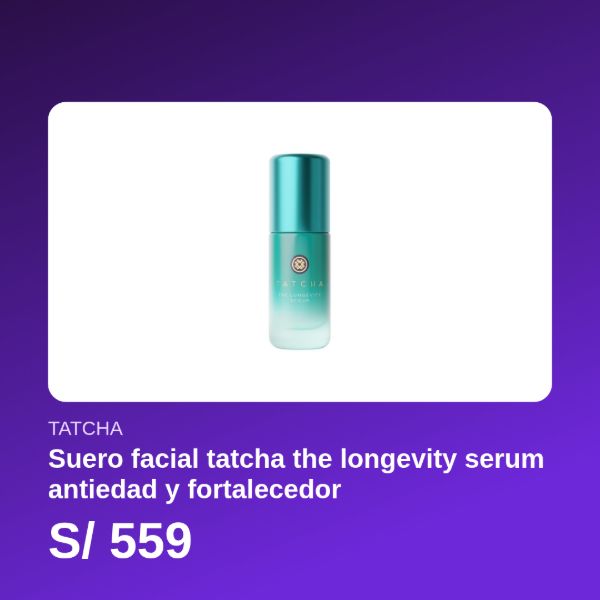 TATCHA
THE LONGEVITY
SERUM
TATCHA
Suero facial tatcha the longevity serum
antiedad y fortalecedor
S/ 559